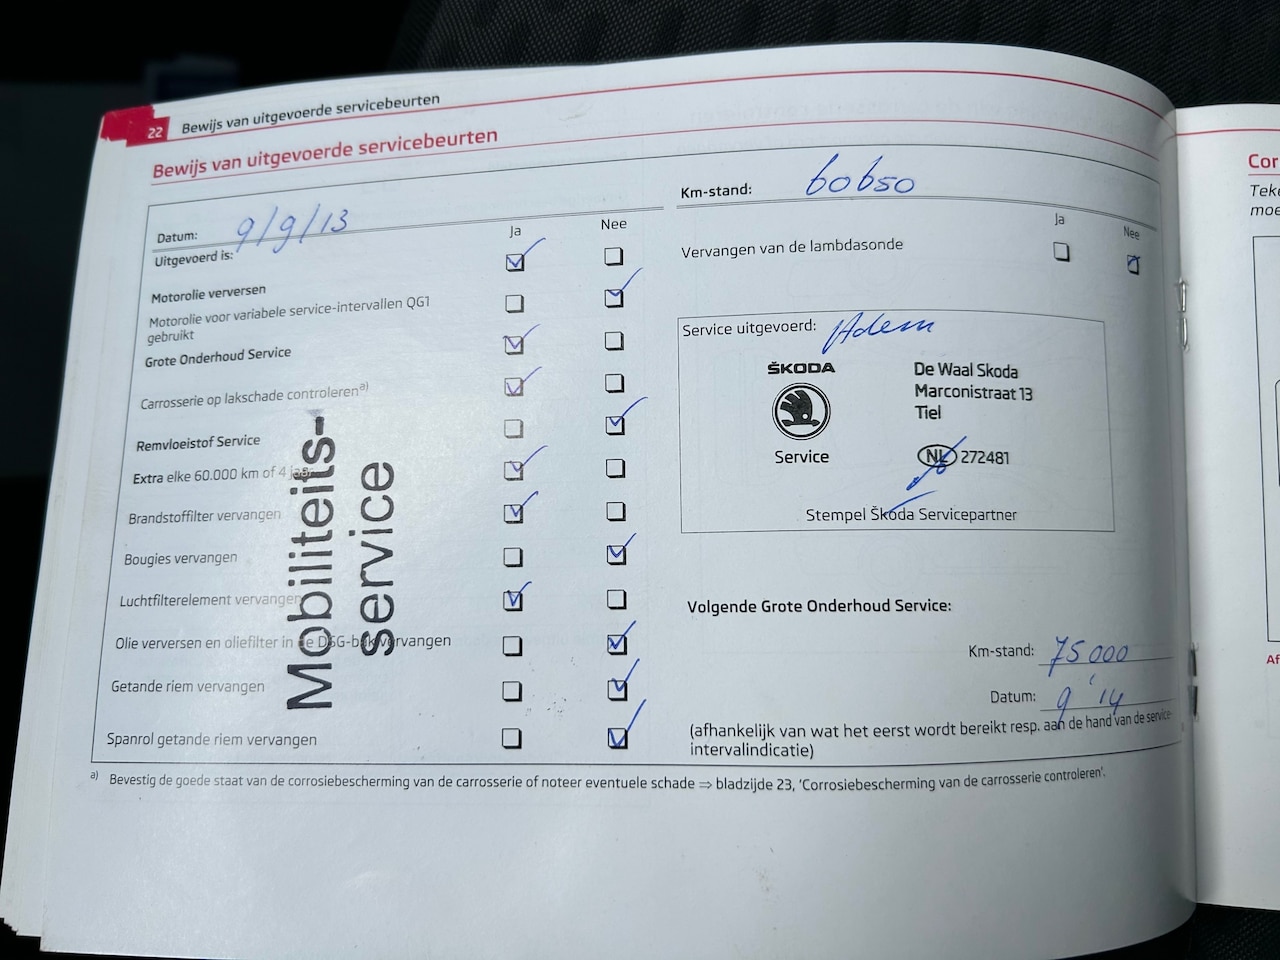 22 Bewijs van uitgevoerde servicebeurten
Bewijs van uitgevoerde servicebeurten
Datum: 9/9/13
Uitgevoerd is:
Ja Nee
Motorolie verversen
Motorolie voor variabele service-intervallen QG1
gebruikt
Grote Onderhoud Service
Carrosserie op lakschade controleren a)
Remvloeistof Service
Extra elke 60.000 km of 4 jaar
Brandstoffilter vervangen
Bougies vervangen
Luchtfilterelement vervangen
Olie verversen en oliefilter in de DSG-bak vervangen
Getande riem vervangen
Spanrol getande riem vervangen
Mobiliteits-
service
Km-stand: 60650
Ja Nee
Vervangen van de lambdasonde
Service uitgevoerd: Adem
ŠKODA
Service
De Waal Skoda
Marconistraat 13
Tiel
NL 272481
Stempel Škoda Servicepartner
Volgende Grote Onderhoud Service:
Km-stand: 75000
Datum: 9 '14
(afhankelijk van wat het eerst wordt bereikt resp. aan de hand van de service-
intervalindicatie)
a) Bevestig de goede staat van de corrosiebescherming van de carrosserie of noteer eventuele schade ⇒ bladzijde 23, 'Corrosiebescherming van de carrosserie controleren'.
Cor
Teke
moe
Af